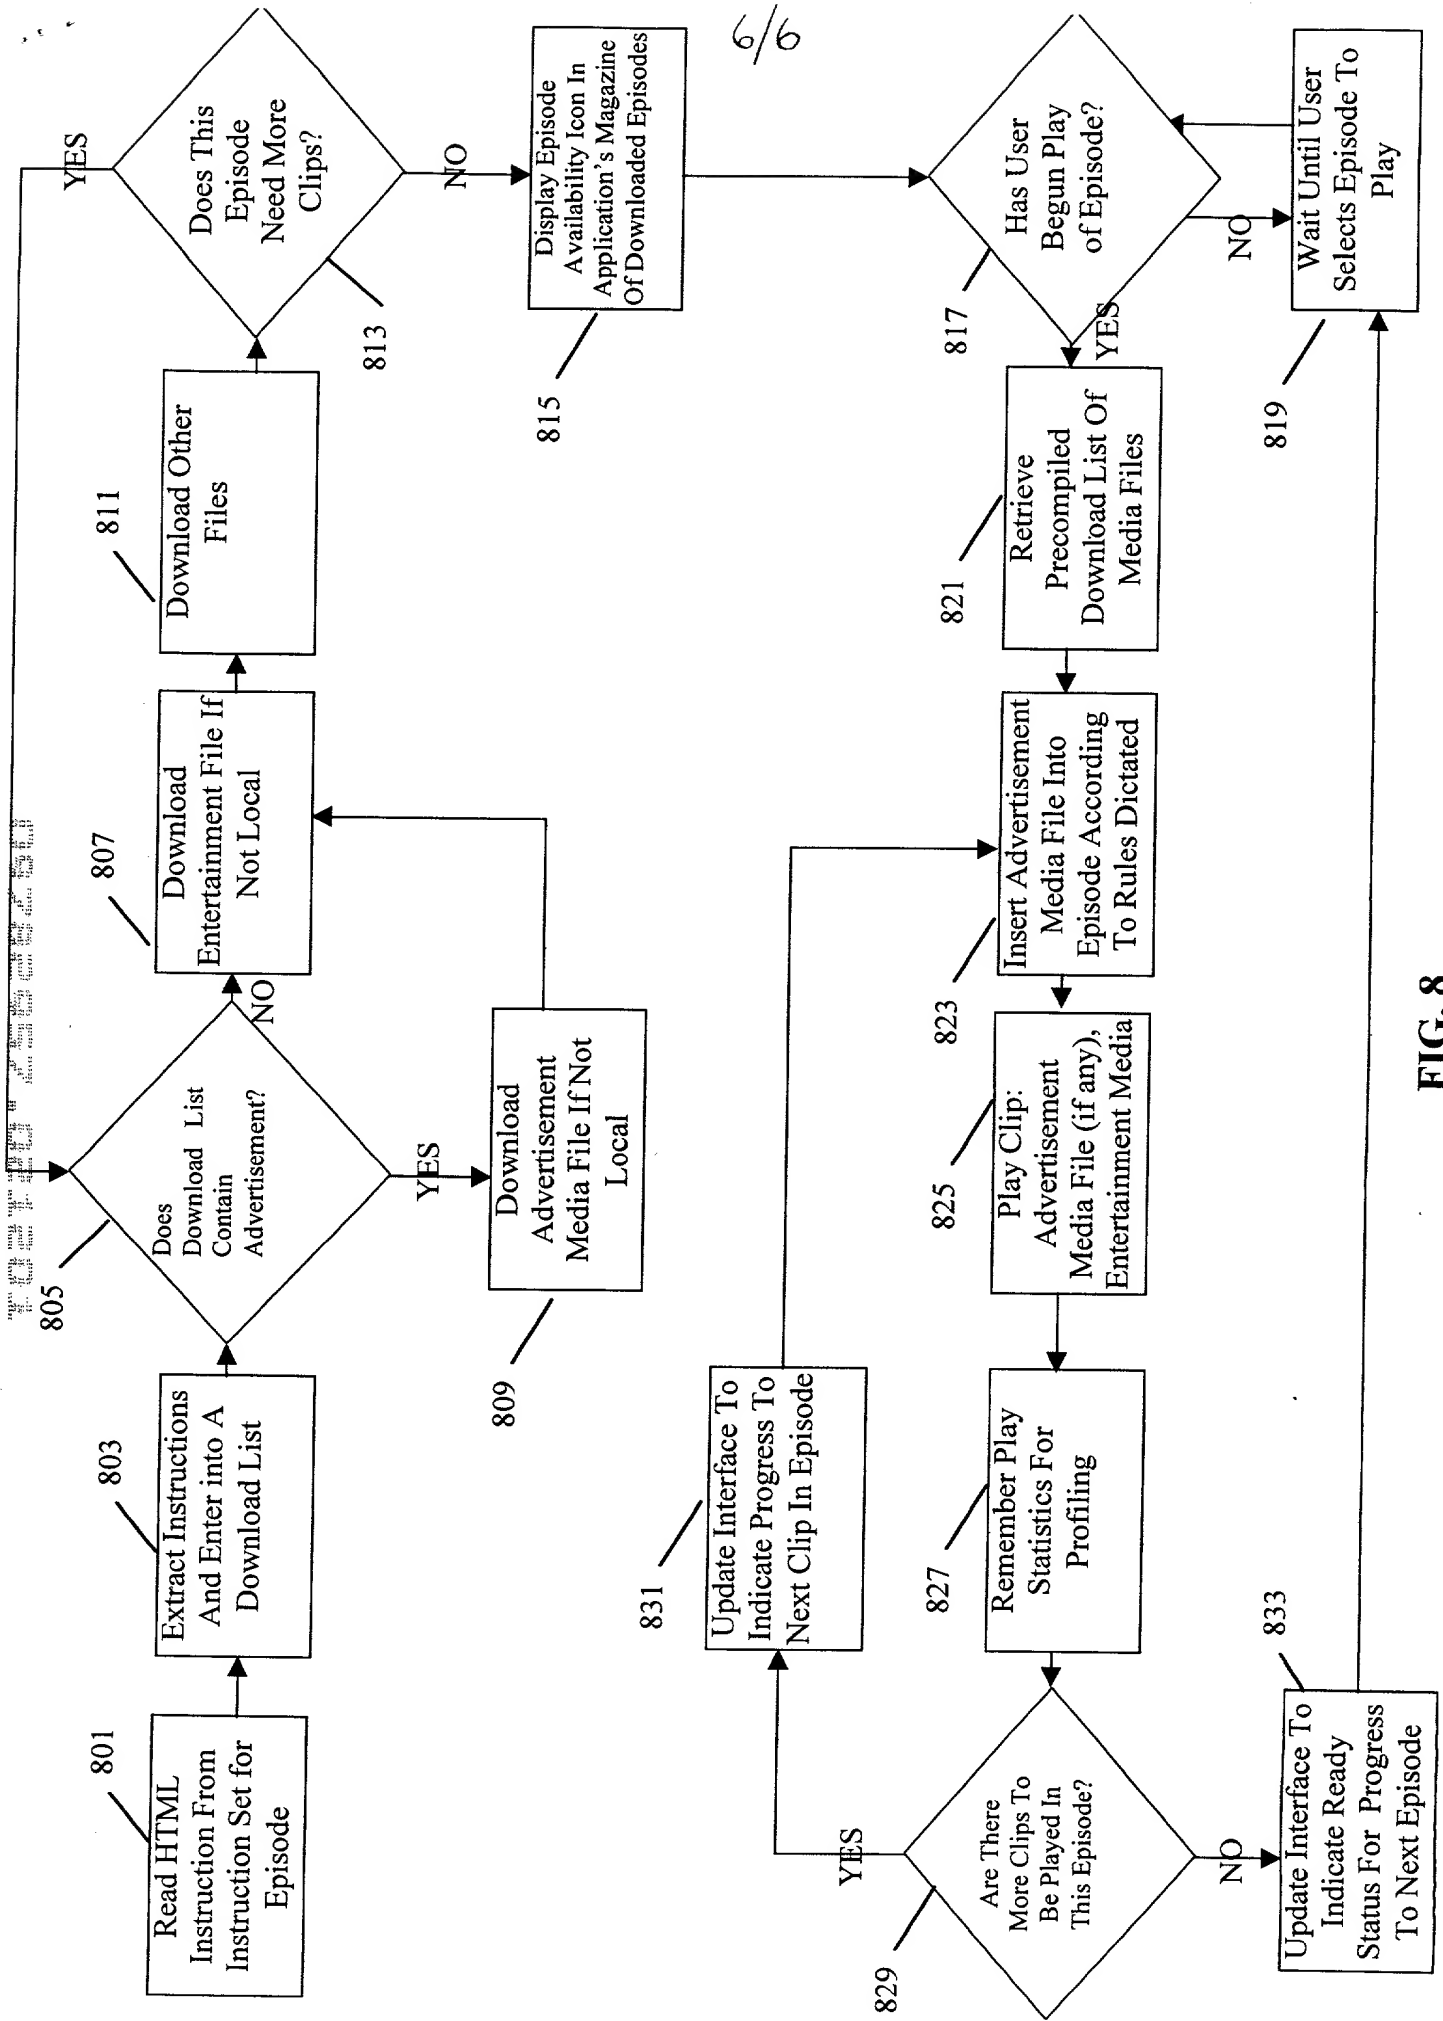 6/6
801
Read HTML
Instruction From
Instruction Set for
Episode
803
Extract Instructions
And Enter into A
Download List
805
Does
Download List
Contain
Advertisement?
NO
YES
807
Download
Entertainment File If
Not Local
809
Download
Advertisement
Media File If Not
Local
811
Download Other
Files
813
Does This
Episode
Need More
Clips?
YES
NO
815
Display Episode
Availability Icon In
Application's Magazine
Of Downloaded Episodes
817
Has User
Begun Play
of Episode?
YES
NO
819
Wait Until User
Selects Episode To
Play
821
Retrieve
Precompiled
Download List Of
Media Files
823
Insert Advertisement
Media File Into
Episode According
To Rules Dictated
825
Play Clip:
Advertisement
Media File (if any),
Entertainment Media
827
Remember Play
Statistics For
Profiling
829
Are There
More Clips To
Be Played In
This Episode?
YES
NO
831
Update Interface To
Indicate Progress To
Next Clip In Episode
833
Update Interface To
Indicate Ready
Status For Progress
To Next Episode
FIG. 8